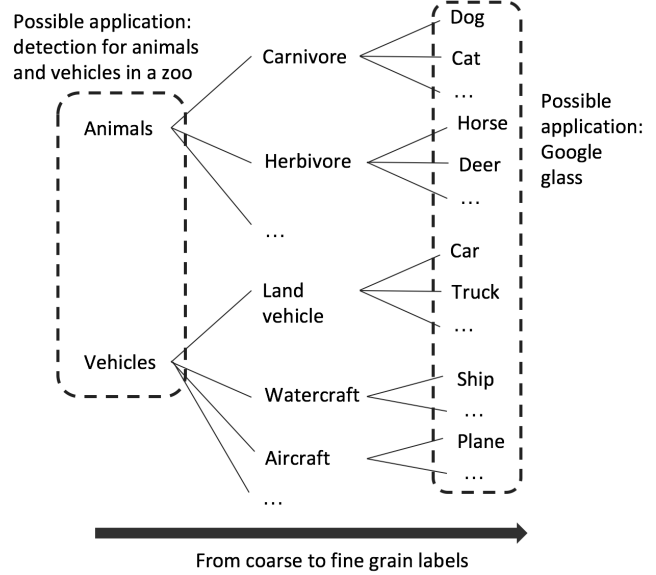 Possible application:
detection for animals
and vehicles in a zoo
Animals
Vehicles
Carnivore
Herbivore
...
Land
vehicle
Watercraft
Aircraft
...
Dog
Cat
...
Horse
Deer
...
Car
Truck
...
Ship
...
Plane
...
Possible
application:
Google
glass
From coarse to fine grain labels